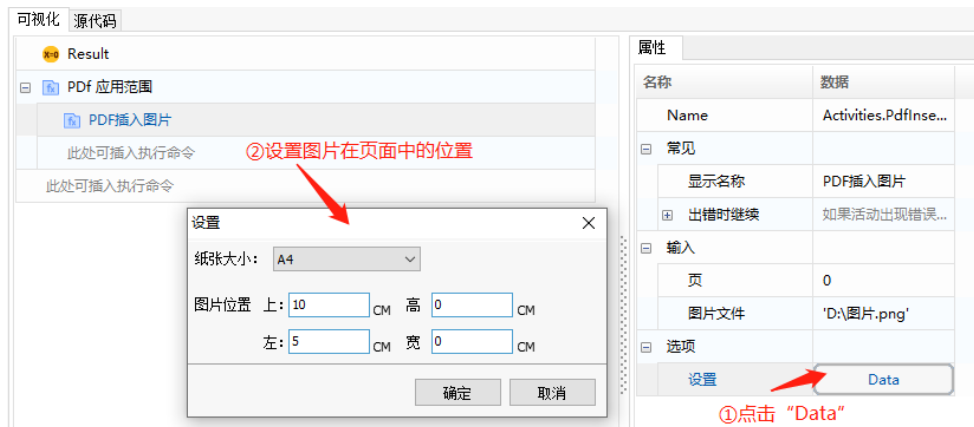 可视化 源代码
Result
PDf 应用范围
PDF插入图片
此处可插入执行命令
此处可插入执行命令
②设置图片在页面中的位置
设置
纸张大小： A4
图片位置 上： 10 CM 高 0 CM
左： 5 CM 宽 0 CM
确定 取消
属性
名称 数据
Name Activities.PdfInse...
常见
显示名称 PDF插入图片
出错时继续 如果活动出现错误...
输入
页 0
图片文件 'D:\图片.png'
选项
设置 Data
①点击“Data”